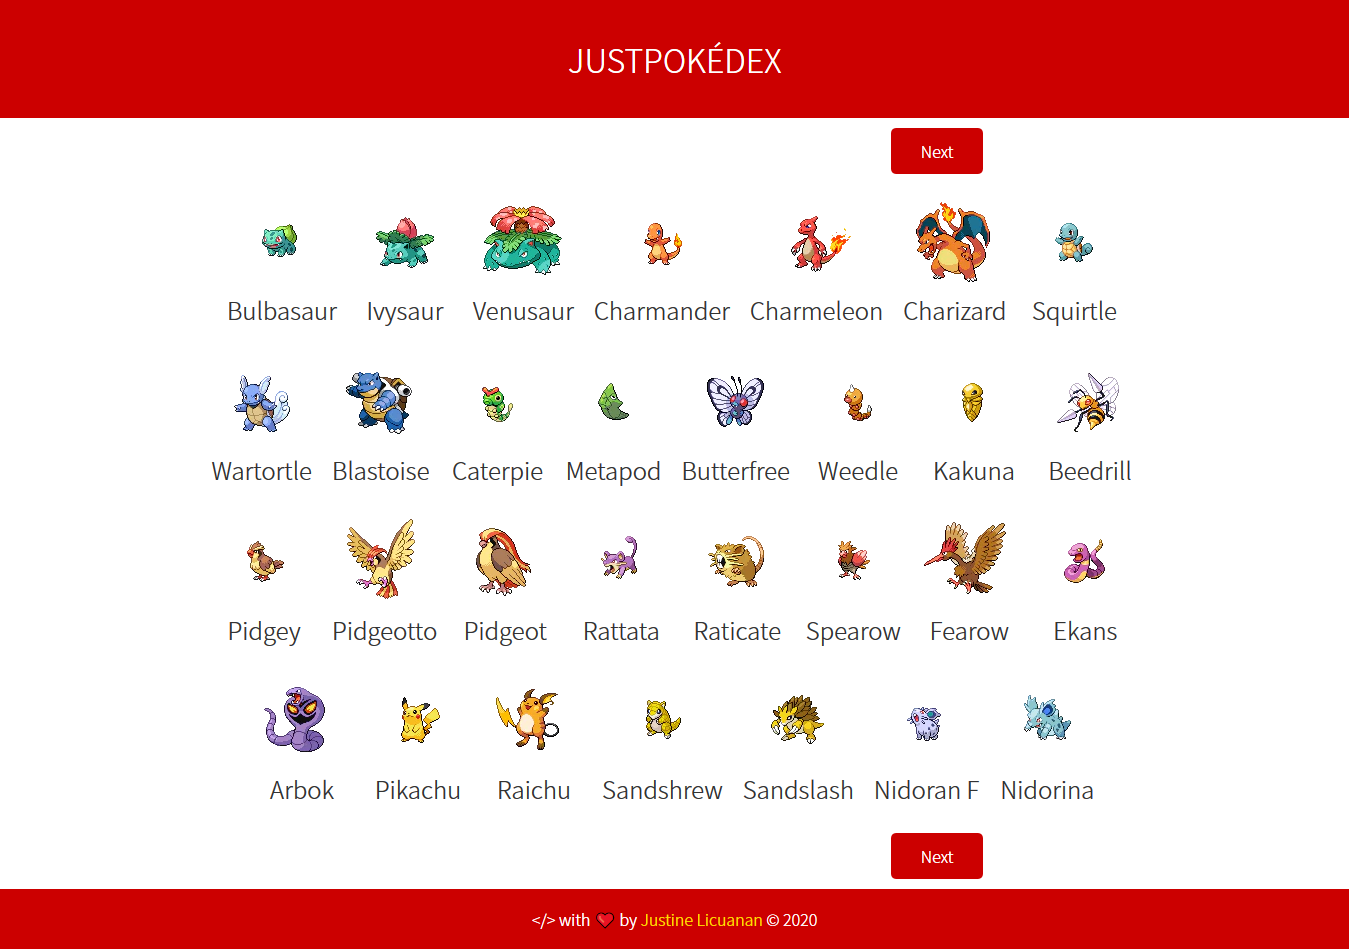 JUSTPOKÉDEX
Next
Bulbasaur Ivysaur Venusaur Charmander Charmeleon Charizard Squirtle
Wartortle Blastoise Caterpie Metapod Butterfree Weedle Kakuna Beedrill
Pidgey Pidgeotto Pidgeot Rattata Raticate Spearow Fearow Ekans
Arbok Pikachu Raichu Sandshrew Sandslash Nidoran F Nidorina
Next
</> with ❤ by Justine Licuanan © 2020